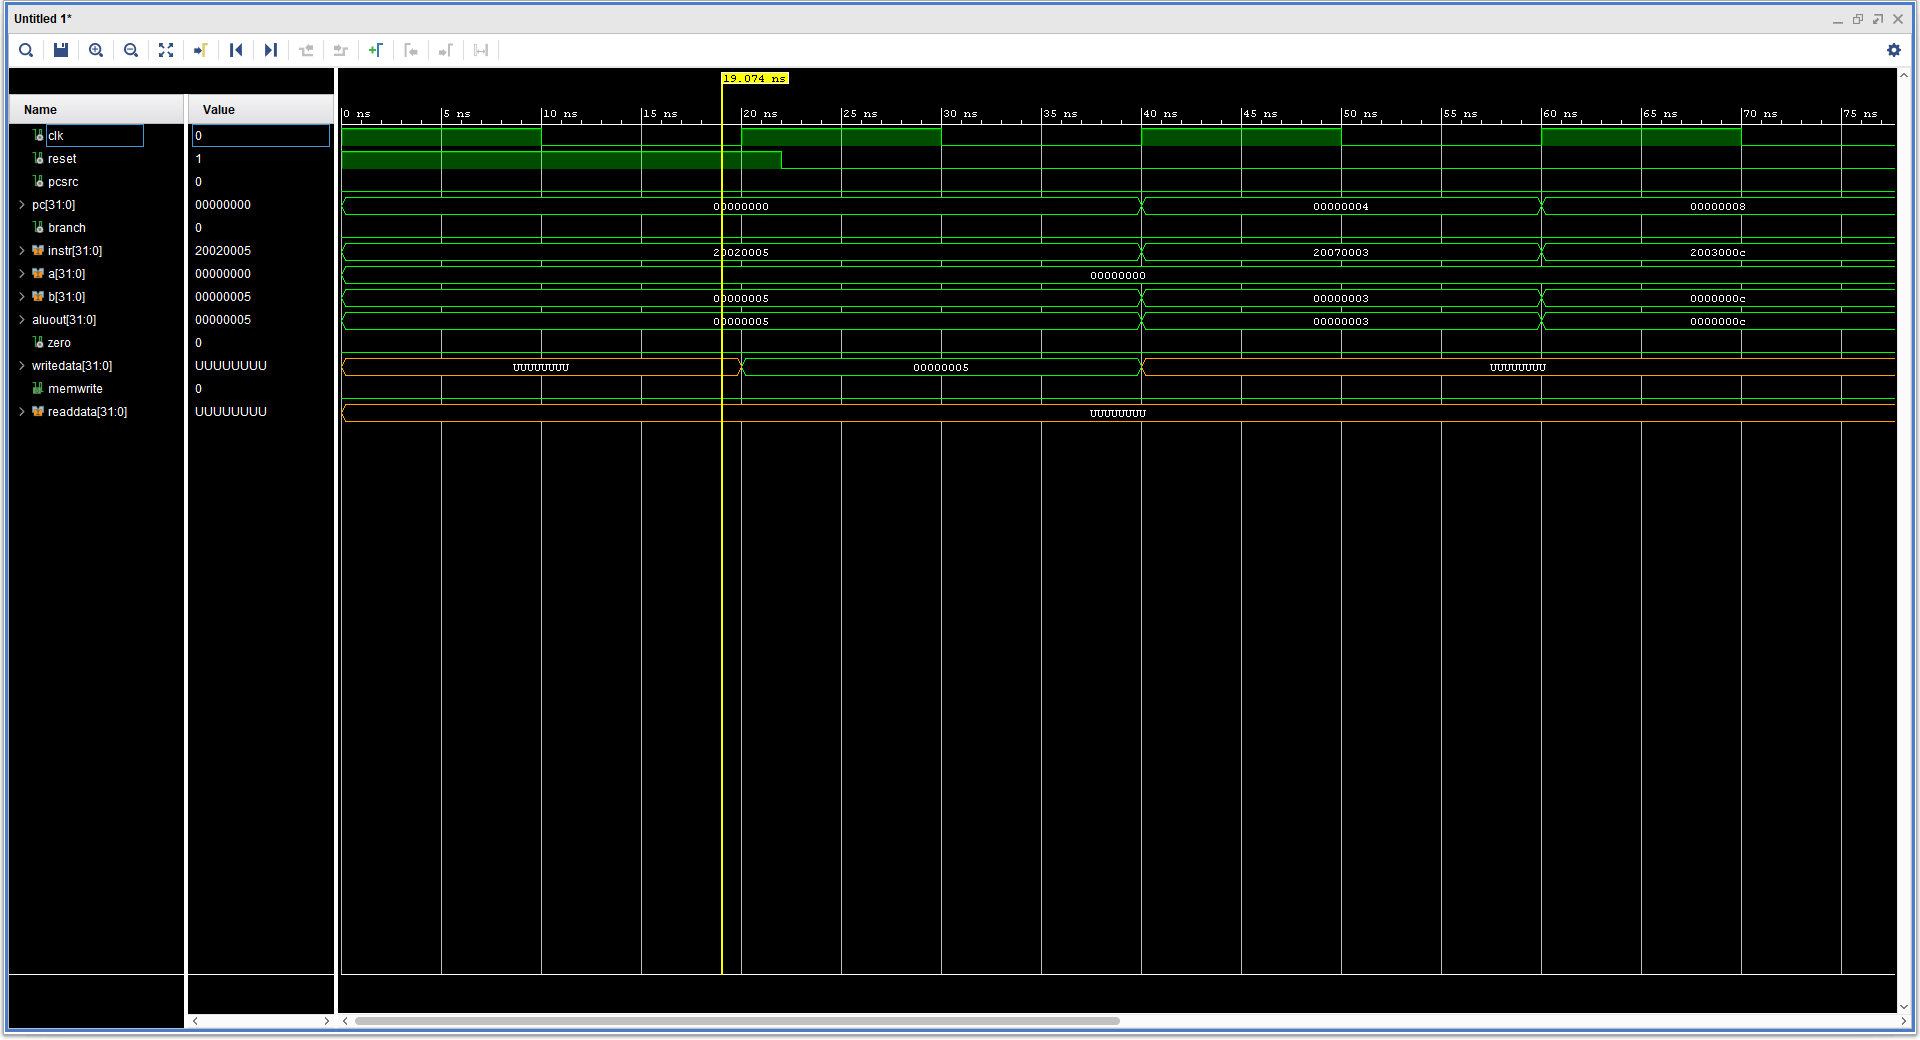 Untitled 1*
19.074 ns
Name Value
0 ns 5 ns 10 ns 15 ns 20 ns 25 ns 30 ns 35 ns 40 ns 45 ns 50 ns 55 ns 60 ns 65 ns 70 ns 75 ns
clk 0
reset 1
pcsrc 0
pc[31:0] 00000000 00000000 00000004 00000008
branch 0
instr[31:0] 20020005 20020005 20070003 2003000c
a[31:0] 00000000 00000000
b[31:0] 00000005 00000005 00000003 0000000c
aluout[31:0] 00000005 00000005 00000003 0000000c
zero 0
writedata[31:0] UUUUUUUU UUUUUUUU 00000005 UUUUUUUU
memwrite 0
readdata[31:0] UUUUUUUU UUUUUUUU